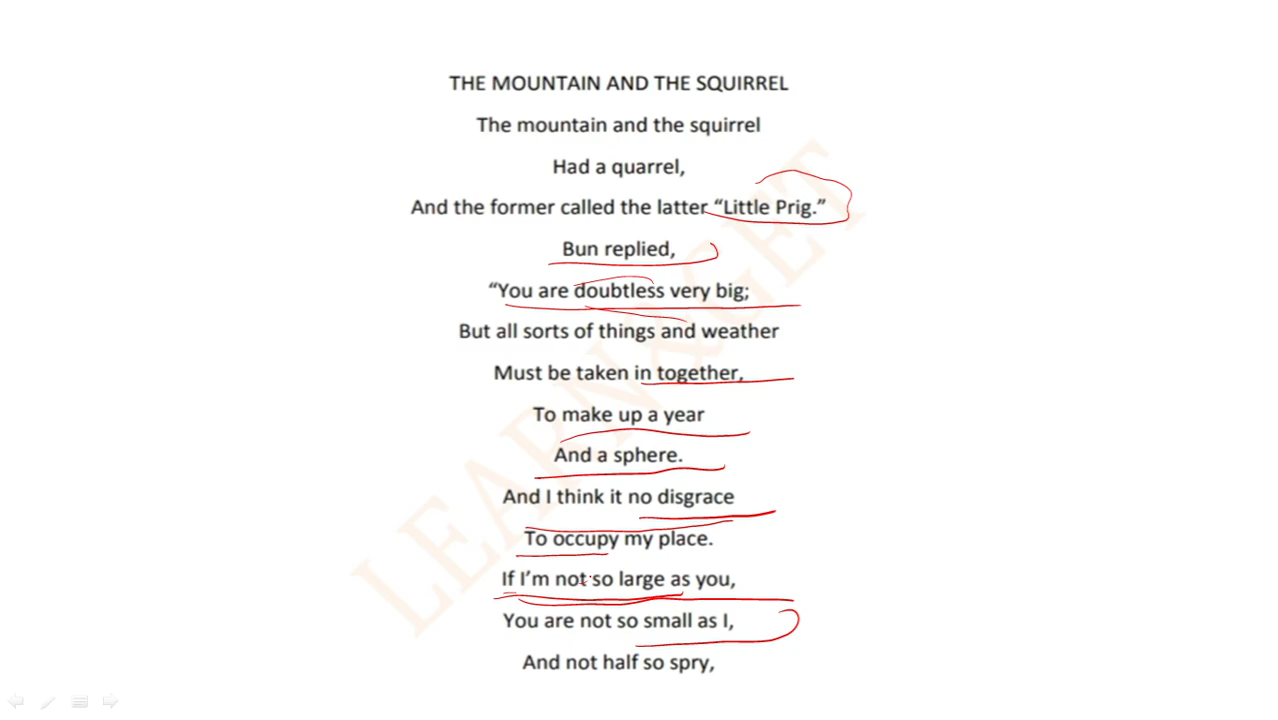 THE MOUNTAIN AND THE SQUIRREL
The mountain and the squirrel
Had a quarrel,
And the former called the latter “Little Prig.”
Bun replied,
“You are doubtless very big;
But all sorts of things and weather
Must be taken in together,
To make up a year
And a sphere.
And I think it no disgrace
To occupy my place.
If I’m not so large as you,
You are not so small as I,
And not half so spry,
LEARN&GET